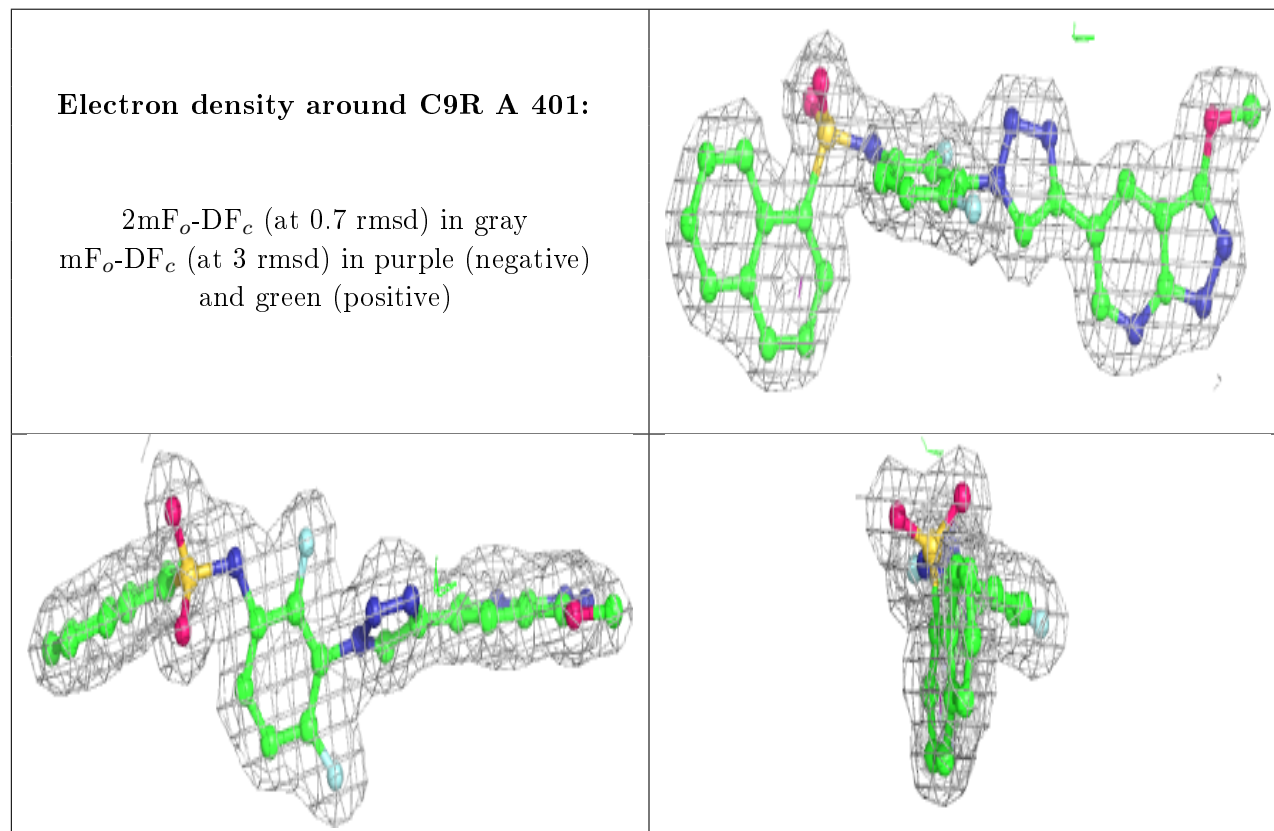 Electron density around C9R A 401:
2mFₒ-DF𝒸 (at 0.7 rmsd) in gray
mFₒ-DF𝒸 (at 3 rmsd) in purple (negative)
and green (positive)